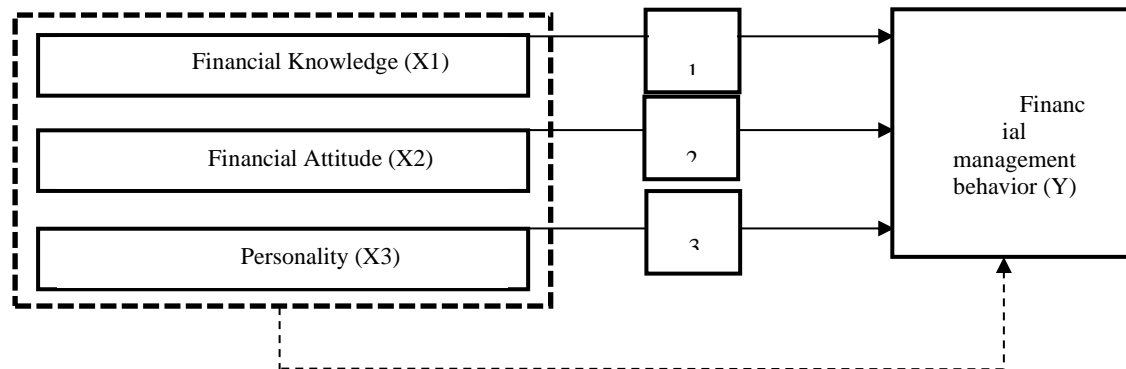 Financial Knowledge (X1)
1
Financial Attitude (X2)
2
Personality (X3)
3
Financ
ial
management
behavior (Y)